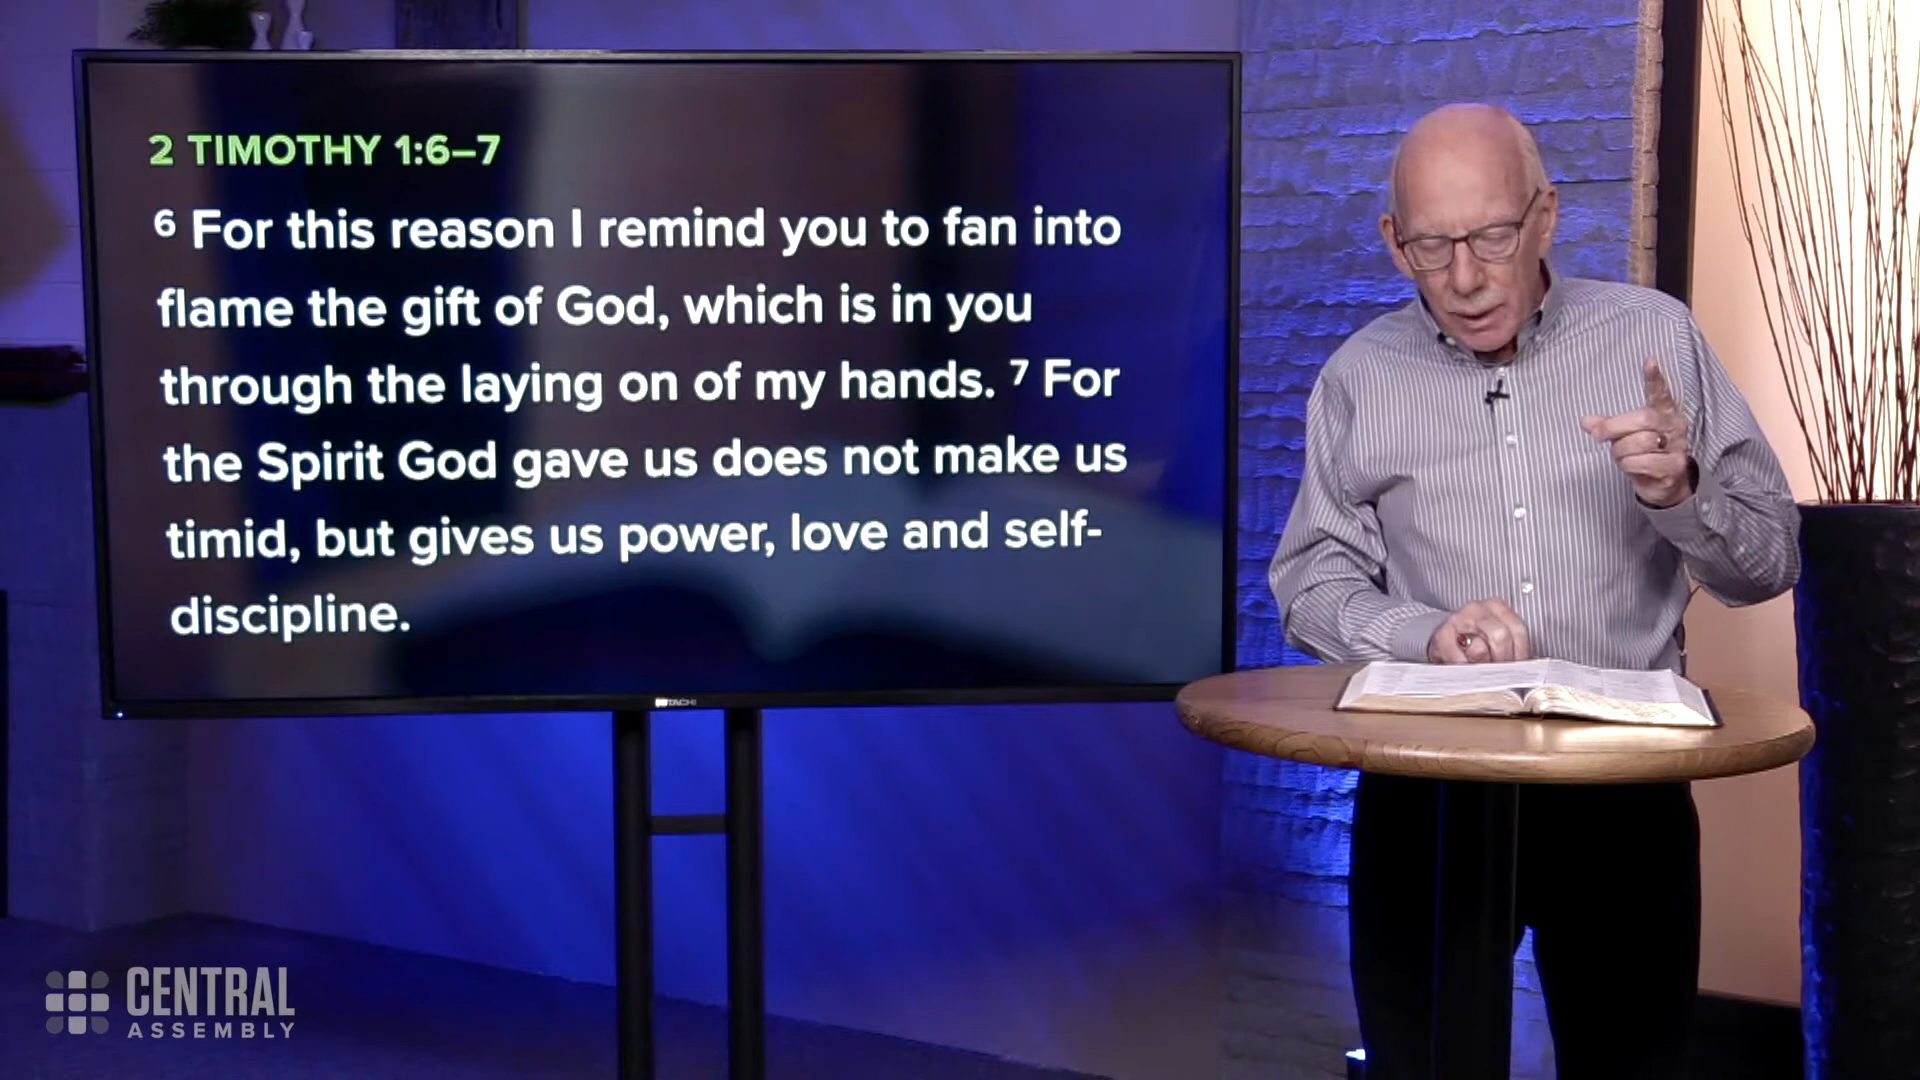 2 TIMOTHY 1:6–7
6 For this reason I remind you to fan into
flame the gift of God, which is in you
through the laying on of my hands. 7 For
the Spirit God gave us does not make us
timid, but gives us power, love and self-
discipline.
HITACHI
CENTRAL
ASSEMBLY